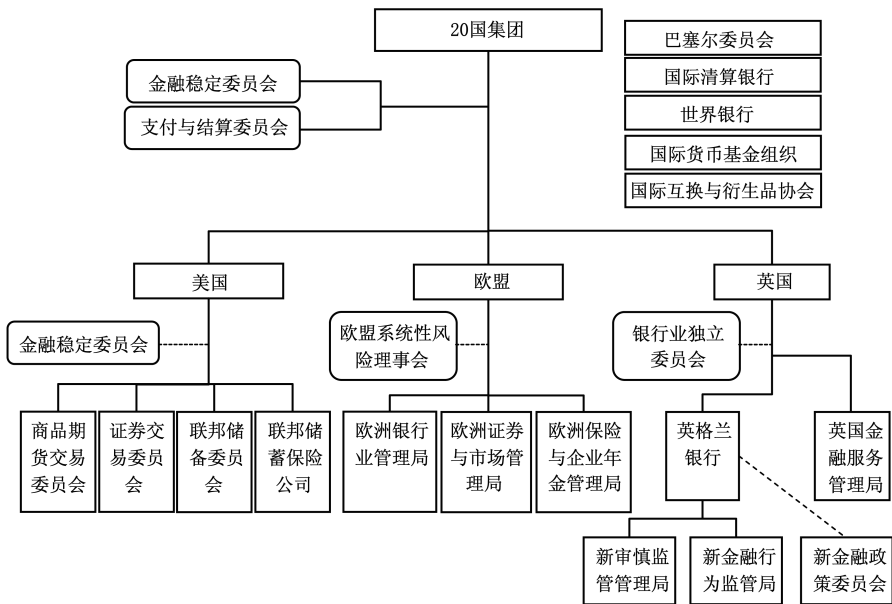 20国集团
巴塞尔委员会
国际清算银行
世界银行
国际货币基金组织
国际互换与衍生品协会
金融稳定委员会
支付与结算委员会
美国
欧盟
英国
金融稳定委员会
欧盟系统性风
险理事会
银行业独立
委员会
商品期
货交易
委员会
证券交
易委员
会
联邦储
备委员
会
联邦储
蓄保险
公司
欧洲银行
业管理局
欧洲证券
与市场管
理局
欧洲保险
与企业年
金管理局
英格兰
银行
英国金
融服务
管理局
新审慎监
管管理局
新金融行
为监管局
新金融政
策委员会